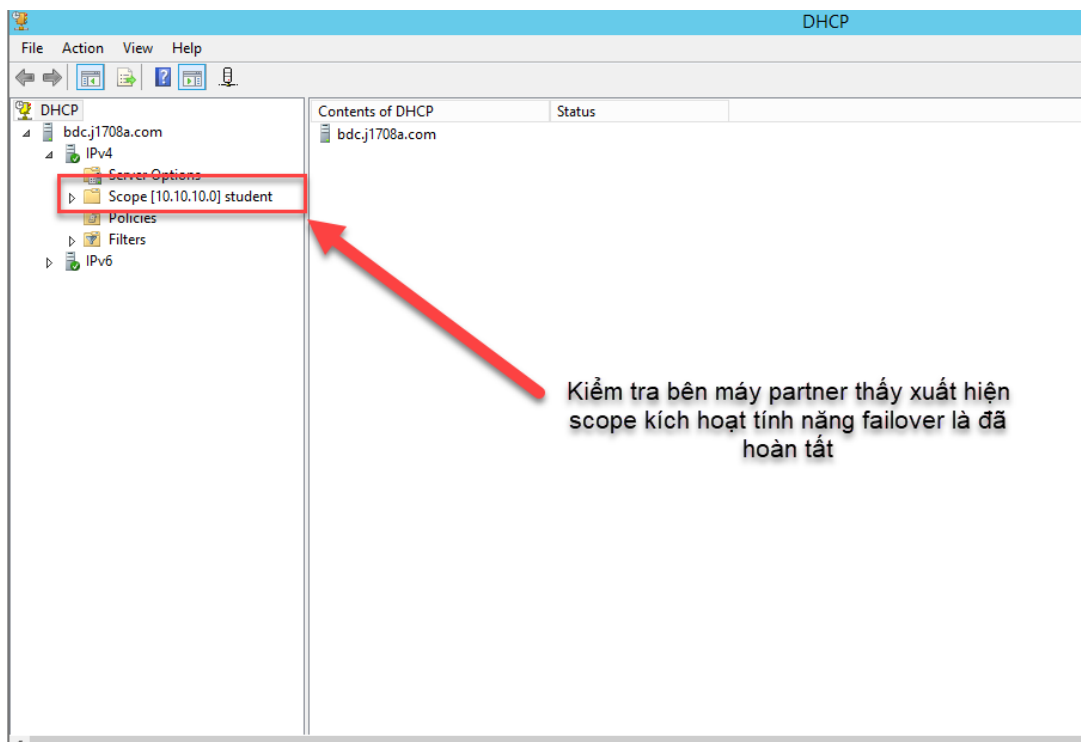 DHCP
File Action View Help
DHCP
Contents of DHCP Status
bdc.j1708a.com
bdc.j1708a.com
IPv4
Server Options
Scope [10.10.10.0] student
Policies
Filters
IPv6
Kiểm tra bên máy partner thấy xuất hiện
scope kích hoạt tính năng failover là đã
hoàn tất